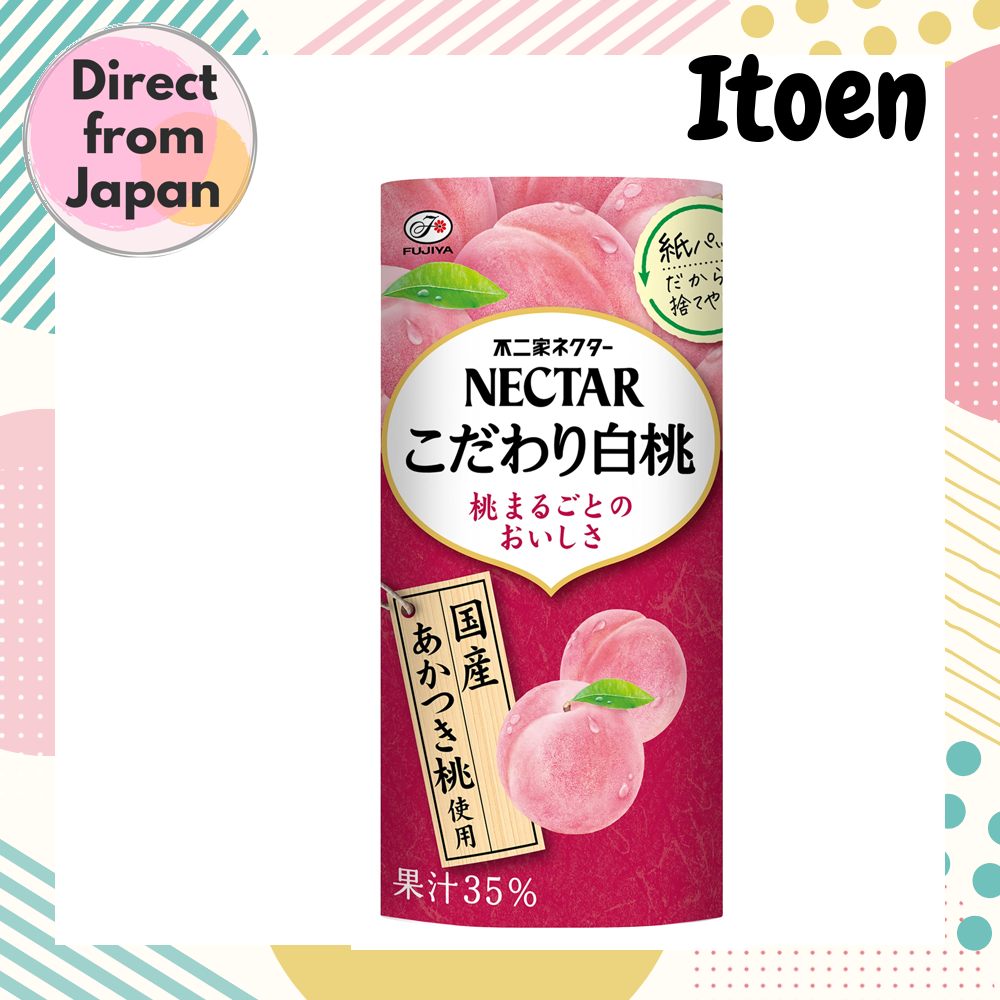 Direct
from
Japan
Itoen
FUJIYA
紙パッ
だから
捨てや
不二家ネクター
NECTAR
こだわり白桃
桃まるごとの
おいしさ
国産
あかつき桃使用
果汁35%